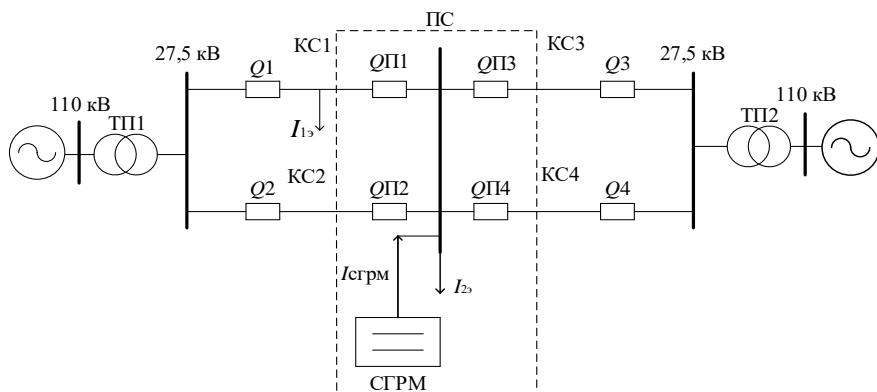 ПС
КС1
КС3
27,5 кВ
Q1
QП1
QП3
Q3
27,5 кВ
110 кВ
ТП1
I1э
ТП2
110 кВ
КС2
КС4
Q2
QП2
QП4
Q4
Iсгрм
I2э
СГРМ